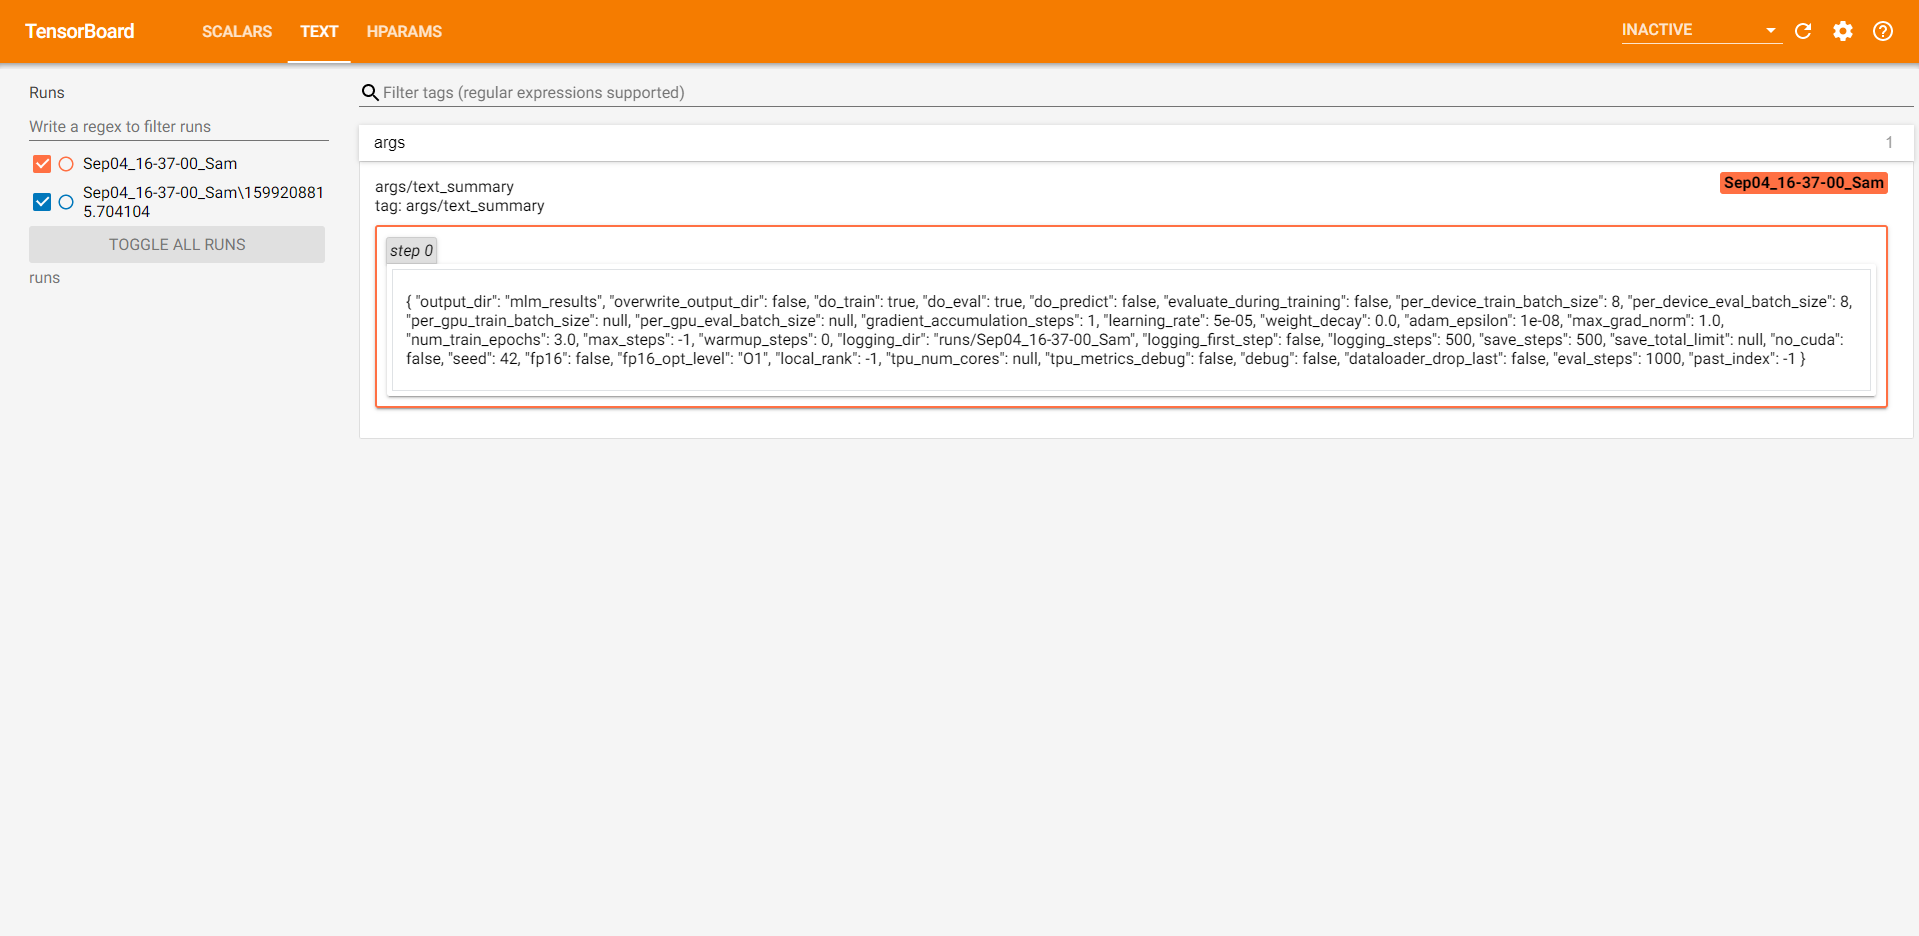 TensorBoard
SCALARS
TEXT
HPARAMS
INACTIVE
Runs
Write a regex to filter runs
Sep04_16-37-00_Sam
Sep04_16-37-00_Sam\159920881
5.704104
TOGGLE ALL RUNS
runs
Filter tags (regular expressions supported)
args
1
args/text_summary
tag: args/text_summary
Sep04_16-37-00_Sam
step 0
{ "output_dir": "mlm_results", "overwrite_output_dir": false, "do_train": true, "do_eval": true, "do_predict": false, "evaluate_during_training": false, "per_device_train_batch_size": 8, "per_device_eval_batch_size": 8,
"per_gpu_train_batch_size": null, "per_gpu_eval_batch_size": null, "gradient_accumulation_steps": 1, "learning_rate": 5e-05, "weight_decay": 0.0, "adam_epsilon": 1e-08, "max_grad_norm": 1.0,
"num_train_epochs": 3.0, "max_steps": -1, "warmup_steps": 0, "logging_dir": "runs/Sep04_16-37-00_Sam", "logging_first_step": false, "logging_steps": 500, "save_steps": 500, "save_total_limit": null, "no_cuda":
false, "seed": 42, "fp16": false, "fp16_opt_level": "O1", "local_rank": -1, "tpu_num_cores": null, "tpu_metrics_debug": false, "debug": false, "dataloader_drop_last": false, "eval_steps": 1000, "past_index": -1 }